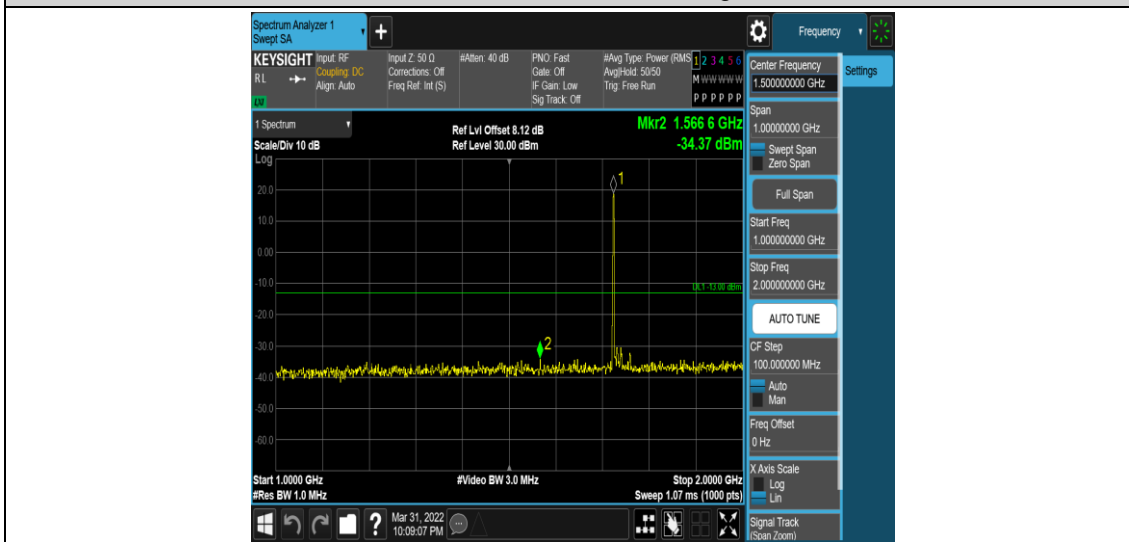 Spectrum Analyzer 1
Swept SA
+
Frequency
KEYSIGHT
RL
LXI
Input: RF
Coupling: DC
Align: Auto
Input Z: 50 Ω
Corrections: Off
Freq Ref: Int (S)
#Atten: 40 dB
PNO: Fast
Gate: Off
IF Gain: Low
Sig Track: Off
#Avg Type: Power (RMS
Avg|Hold: 50/50
Trig: Free Run
1 2 3 4 5 6
M W W W W W
P P P P P P
1 Spectrum
Scale/Div 10 dB
Log
Ref Lvl Offset 8.12 dB
Ref Level 30.00 dBm
Mkr2 1.566 6 GHz
-34.37 dBm
20.0
10.0
0.00
-10.0
-20.0
-30.0
-40.0
-50.0
-60.0
1
DL1 -13.00 dBm
2
Start 1.0000 GHz
#Res BW 1.0 MHz
#Video BW 3.0 MHz
Stop 2.0000 GHz
Sweep 1.07 ms (1000 pts)
?
Mar 31, 2022
10:09:07 PM
Center Frequency
1.500000000 GHz
Settings
Span
1.00000000 GHz
Swept Span
Zero Span
Full Span
Start Freq
1.000000000 GHz
Stop Freq
2.000000000 GHz
AUTO TUNE
CF Step
100.000000 MHz
Auto
Man
Freq Offset
0 Hz
X Axis Scale
Log
Lin
Signal Track
(Span Zoom)